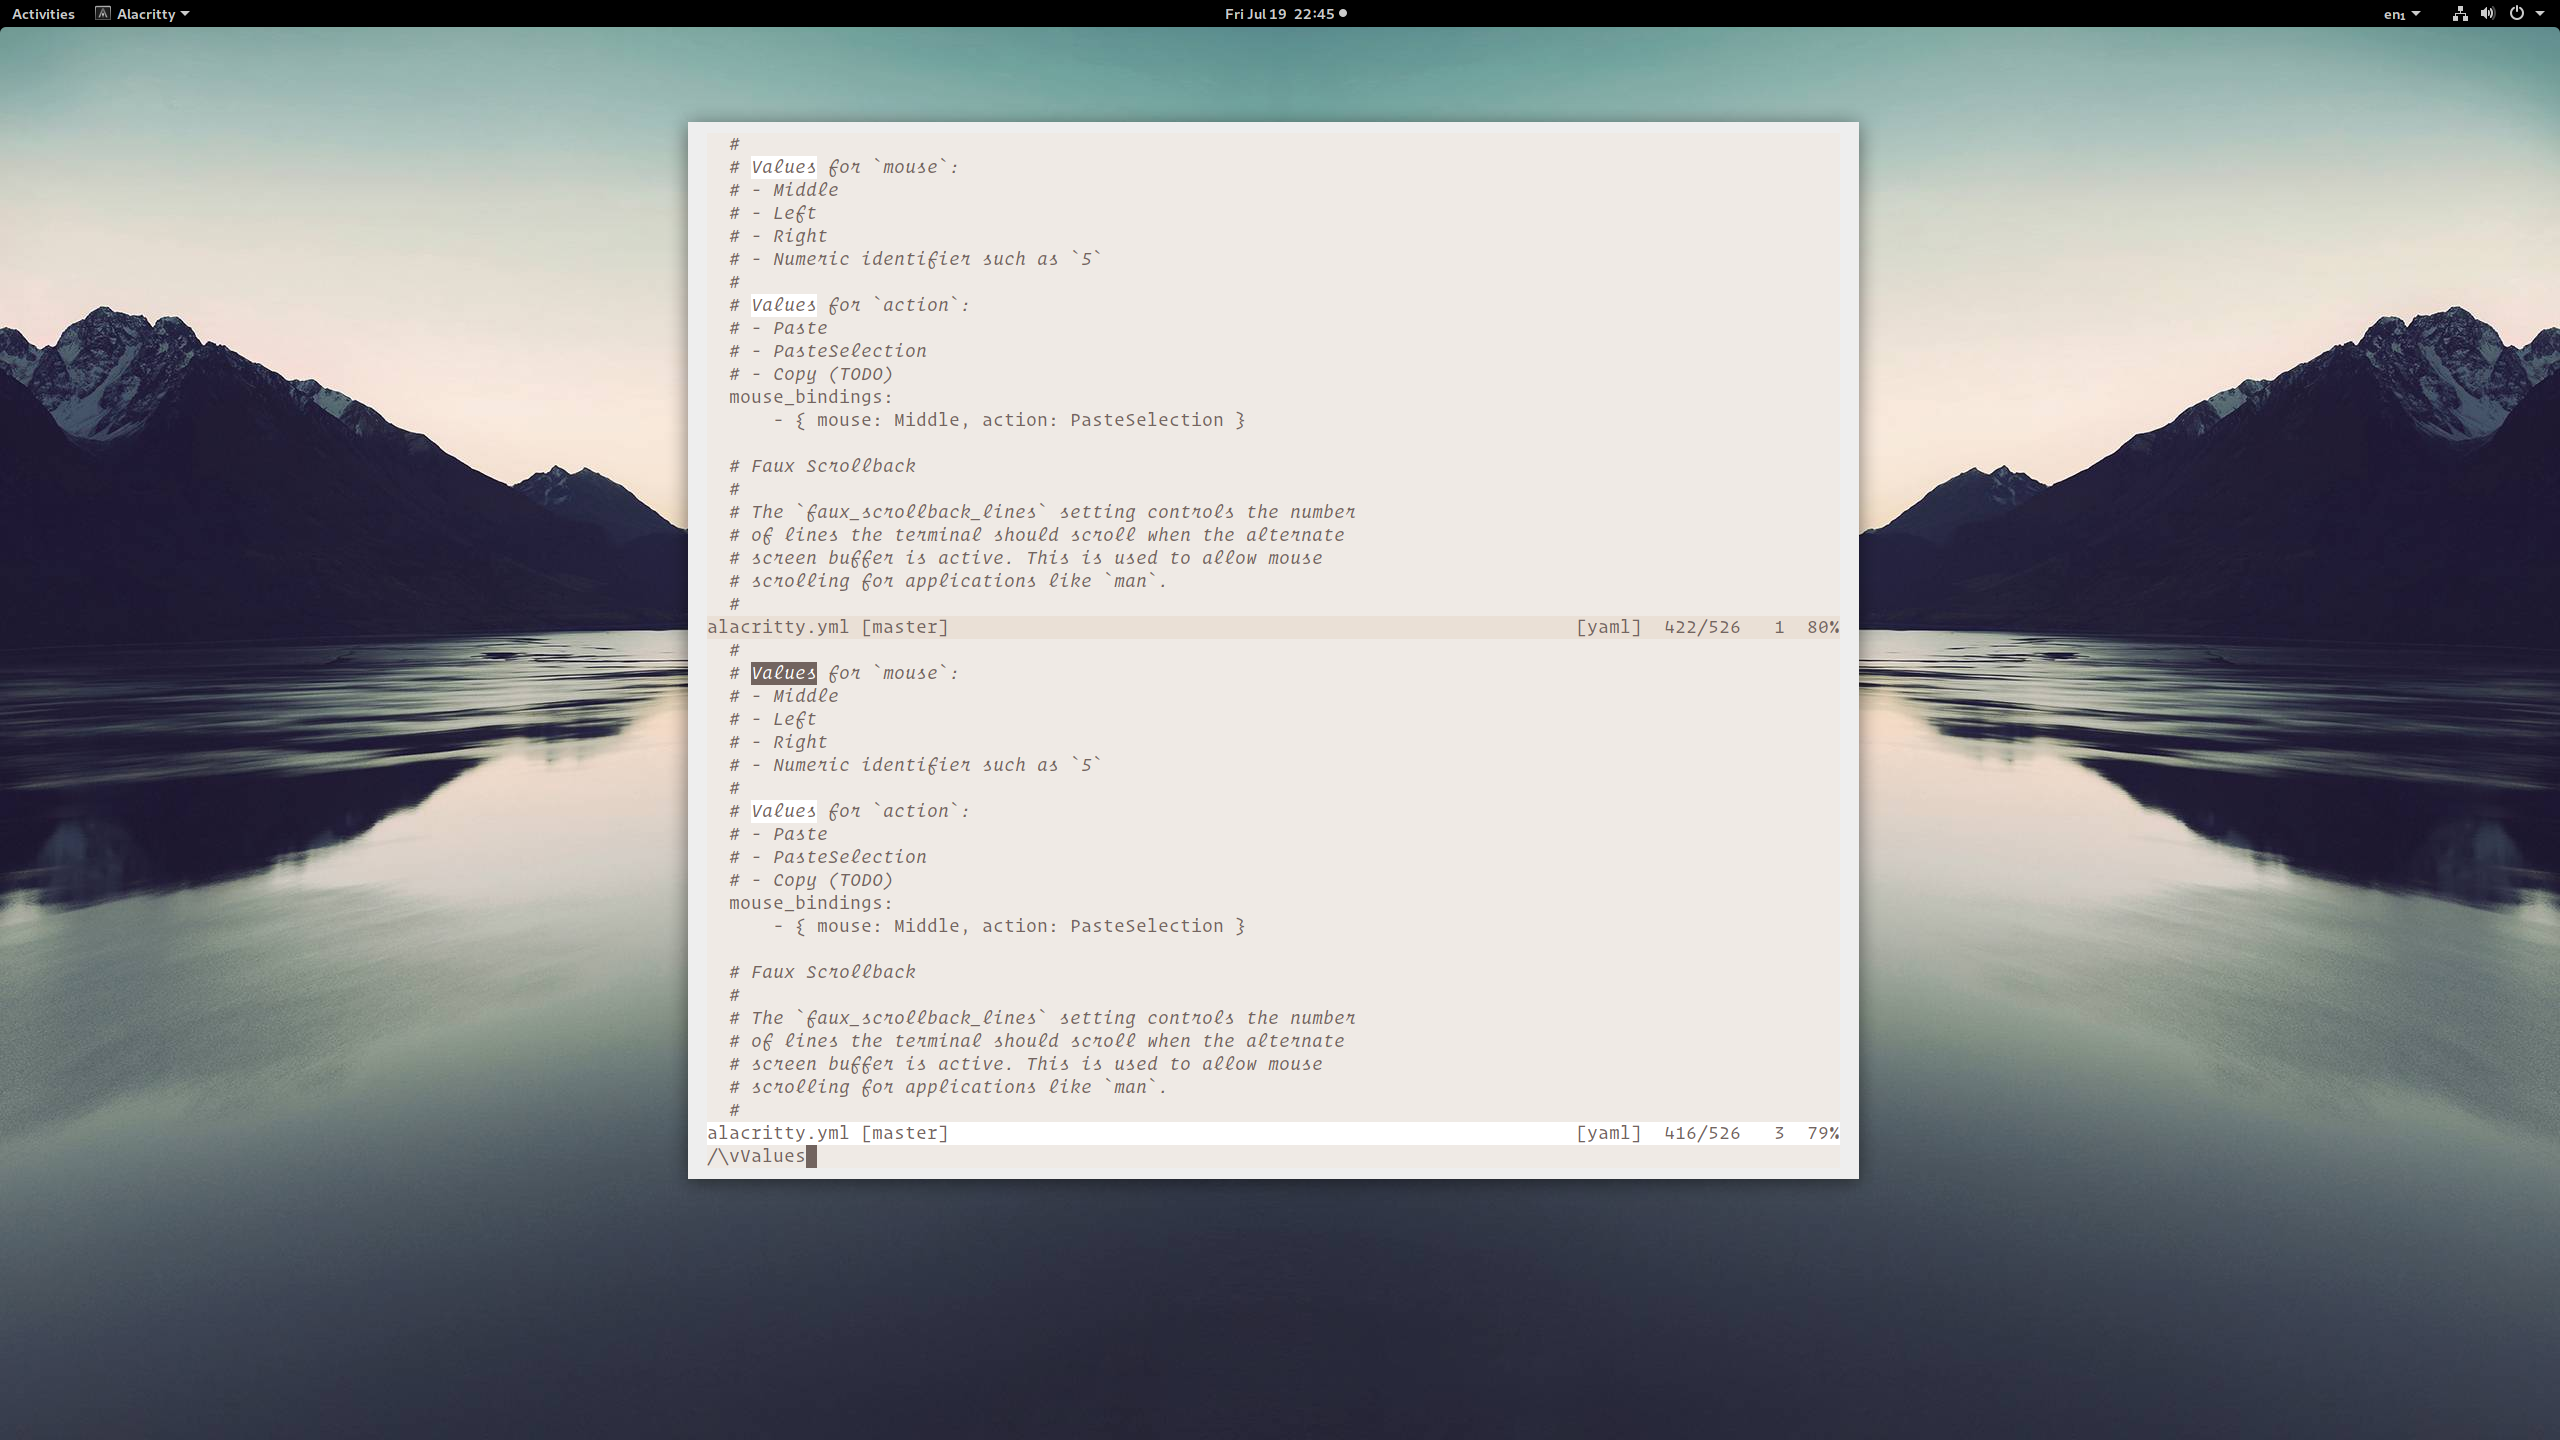 Activities Alacritty Fri Jul 19 22:45 en₁
#
# Values for `mouse`:
# - Middle
# - Left
# - Right
# - Numeric identifier such as `5`
#
# Values for `action`:
# - Paste
# - PasteSelection
# - Copy (TODO)
mouse_bindings:
- { mouse: Middle, action: PasteSelection }
# Faux Scrollback
#
# The `faux_scrollback_lines` setting controls the number
# of lines the terminal should scroll when the alternate
# screen buffer is active. This is used to allow mouse
# scrolling for applications like `man`.
#
alacritty.yml [master] [yaml] 422/526 1 80%
#
# Values for `mouse`:
# - Middle
# - Left
# - Right
# - Numeric identifier such as `5`
#
# Values for `action`:
# - Paste
# - PasteSelection
# - Copy (TODO)
mouse_bindings:
- { mouse: Middle, action: PasteSelection }
# Faux Scrollback
#
# The `faux_scrollback_lines` setting controls the number
# of lines the terminal should scroll when the alternate
# screen buffer is active. This is used to allow mouse
# scrolling for applications like `man`.
#
alacritty.yml [master] [yaml] 416/526 3 79%
/\vValues